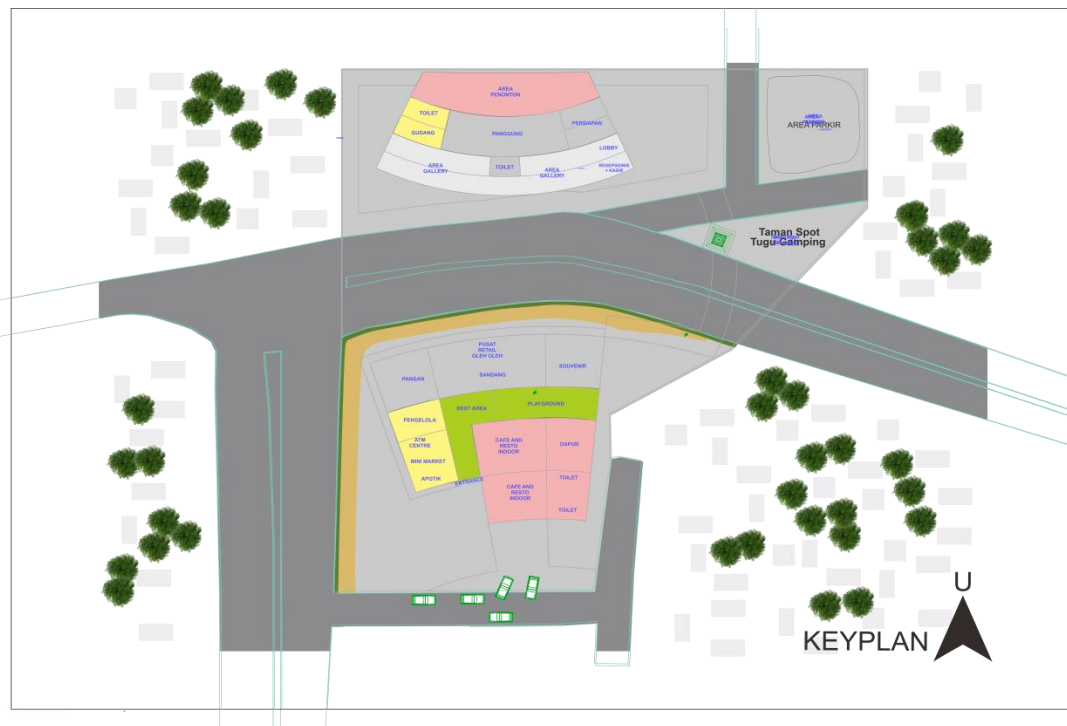 AREA
PENONTON
TOILET
GUDANG
PANGGUNG
PERSIAPAN
LOBBY
AREA
GALLERY
TOILET
AREA
GALLERY
RESEPSIONIS
+ KASIR
AREA PARKIR
Taman Spot
Tugu Camping
PUSAT
RETAIL
OLEH OLEH
PANGAN
SANDANG
SOUVENIR
REST AREA
PLAYGROUND
PENGELOLA
ATM
CENTRE
MINI MARKET
APOTIK
ENTRANCE
CAFE AND
RESTO
INDOOR
DAPUR
CAFE AND
RESTO
INDOOR
TOILET
TOILET
U
KEYPLAN